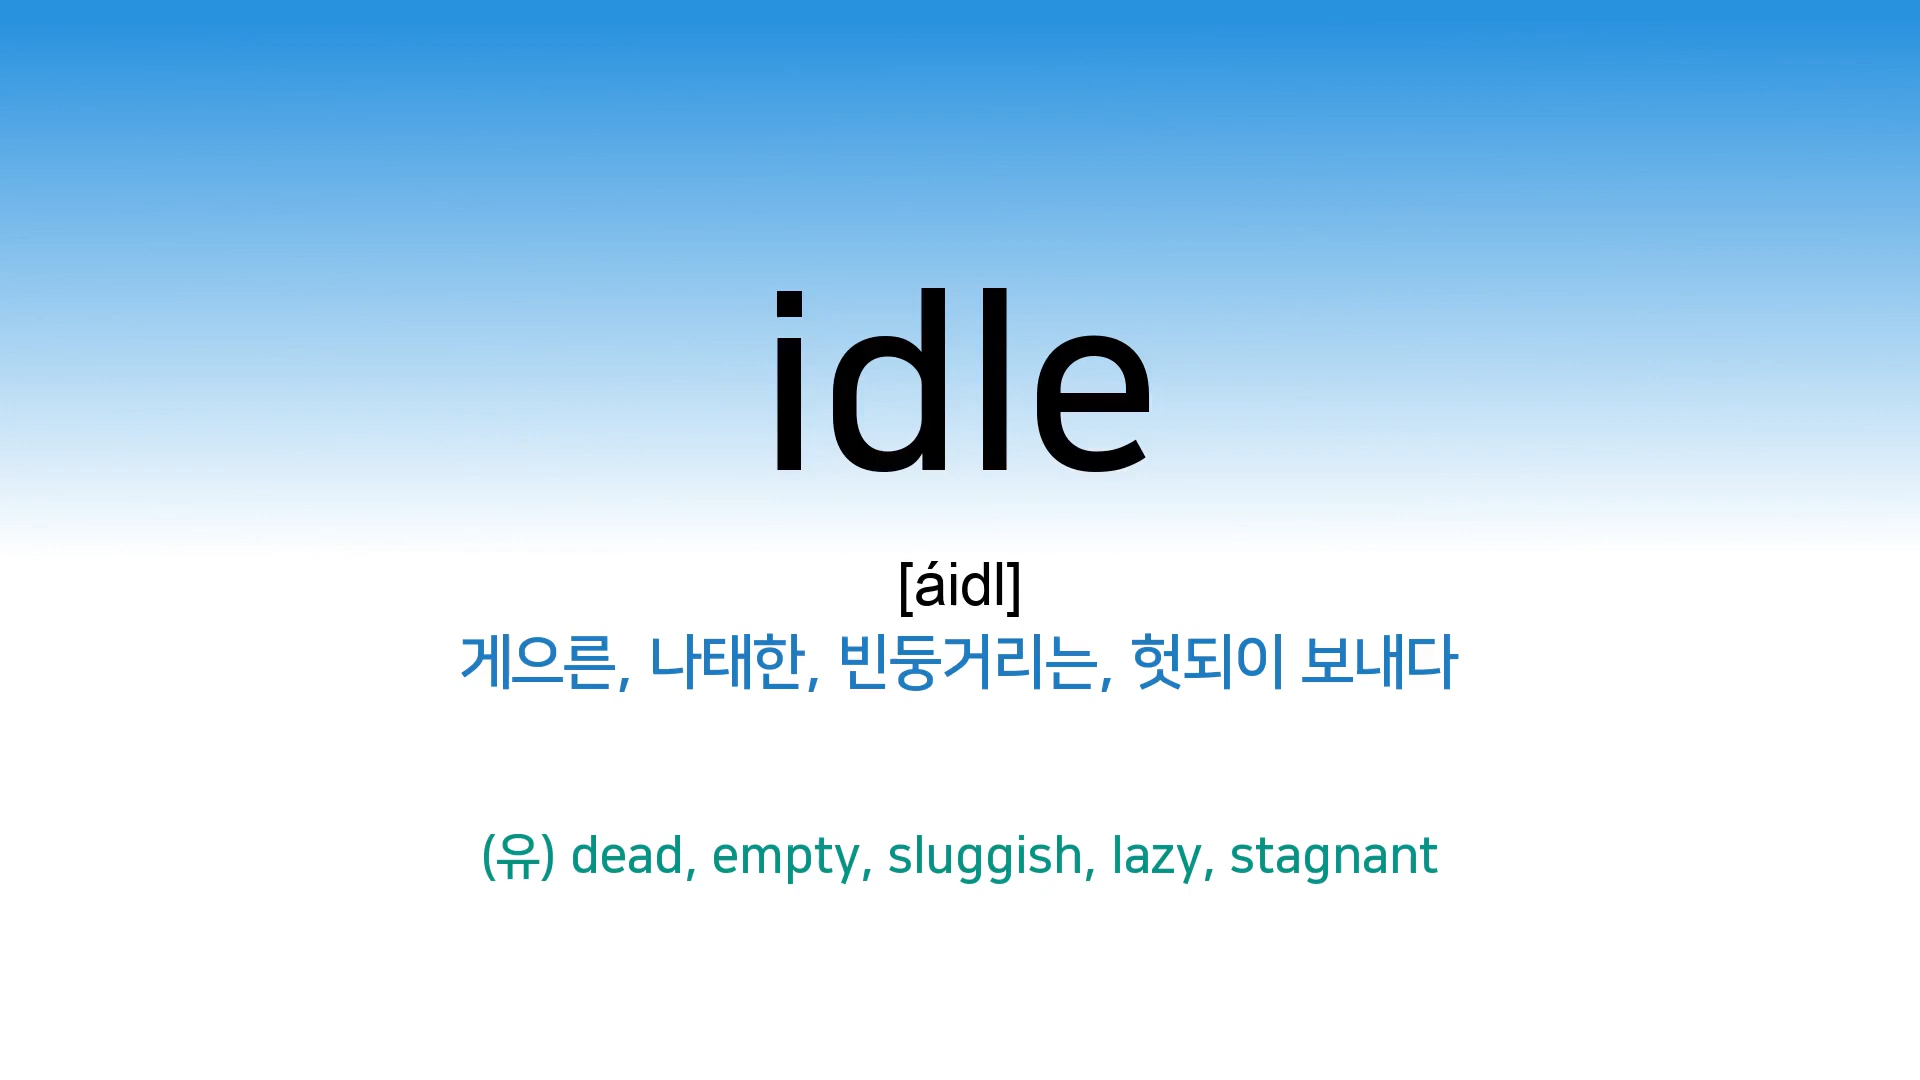 idle
[áidl]
게으른, 나태한, 빈둥거리는, 헛되이 보내다
(유) dead, empty, sluggish, lazy, stagnant